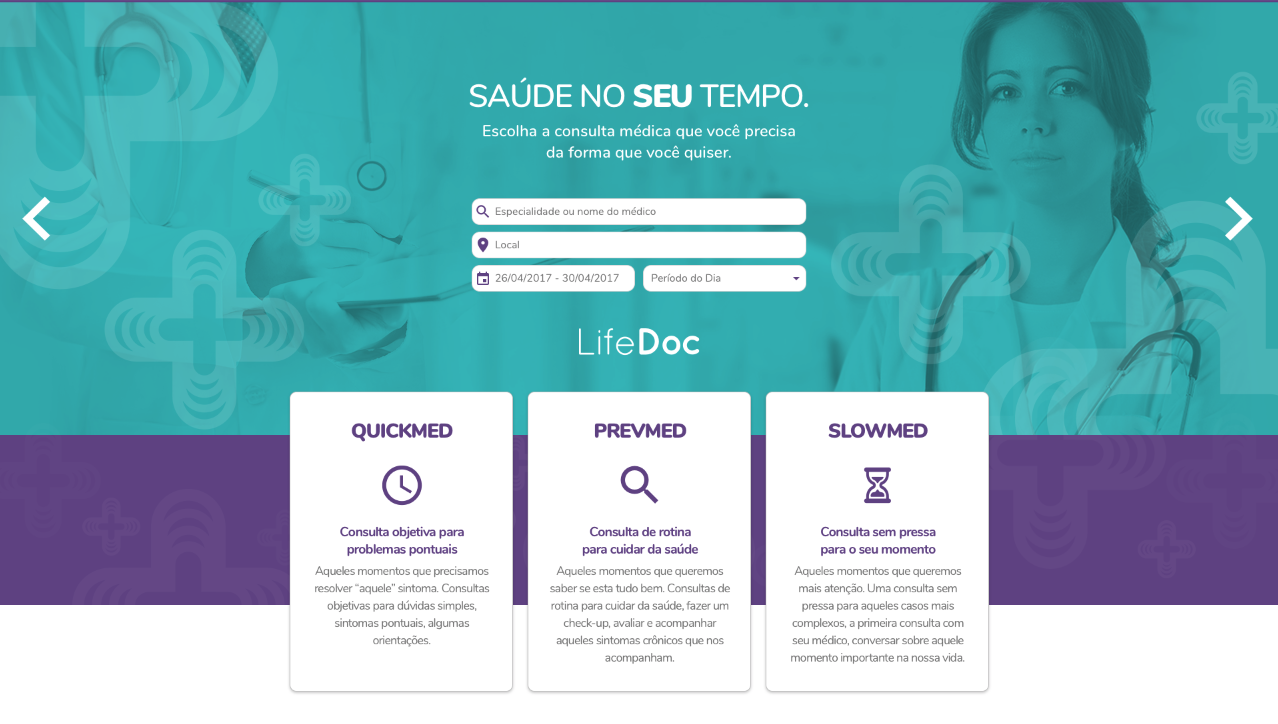 SAÚDE NO SEU TEMPO.
Escolha a consulta médica que você precisa
da forma que você quiser.
Especialidade ou nome do médico
Local
26/04/2017 - 30/04/2017
Período do Dia
LifeDoc
QUICKMED
Consulta objetiva para
problemas pontuais
Aqueles momentos que precisamos
resolver “aquele” sintoma. Consultas
objetivas para dúvidas simples,
sintomas pontuais, algumas
orientações.
PREVMED
Consulta de rotina
para cuidar da saúde
Aqueles momentos que queremos
saber se esta tudo bem. Consultas de
rotina para cuidar da saúde, fazer um
check-up, avaliar e acompanhar
aqueles sintomas crônicos que nos
acompanham.
SLOWMED
Consulta sem pressa
para o seu momento
Aqueles momentos que queremos
mais atenção. Uma consulta sem
pressa para aqueles casos mais
complexos, a primeira consulta com
seu médico, conversar sobre aquele
momento importante na nossa vida.